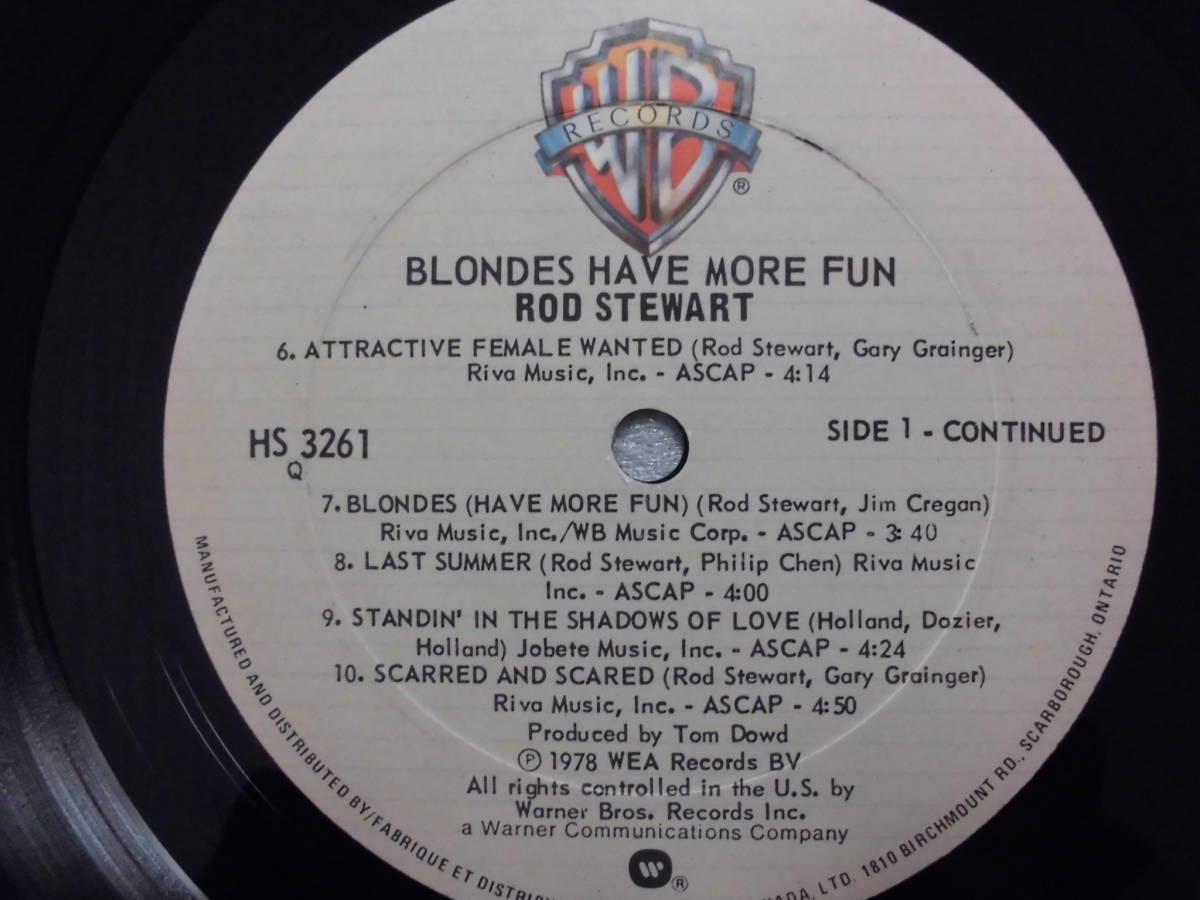 WB
RECORDS
®
BLONDES HAVE MORE FUN
ROD STEWART
6. ATTRACTIVE FEMALE WANTED (Rod Stewart, Gary Grainger)
Riva Music, Inc. - ASCAP - 4:14
HS 3261
Q
SIDE 1 - CONTINUED
7. BLONDES (HAVE MORE FUN) (Rod Stewart, Jim Cregan)
Riva Music, Inc./WB Music Corp. - ASCAP - 3:40
8. LAST SUMMER (Rod Stewart, Philip Chen) Riva Music
Inc. - ASCAP - 4:00
9. STANDIN' IN THE SHADOWS OF LOVE (Holland, Dozier,
Holland) Jobete Music, Inc. - ASCAP - 4:24
10. SCARRED AND SCARED (Rod Stewart, Gary Grainger)
Riva Music, Inc. - ASCAP - 4:50
Produced by Tom Dowd
Ⓟ 1978 WEA Records BV
All rights controlled in the U.S. by
Warner Bros. Records Inc.
a Warner Communications Company
W ®
MANUFACTURED AND DISTRIBUTED BY/FABRIQUE ET LTD. 1810 BIRCHMOUNT RD., SCARBOROUGH, ONTARIO